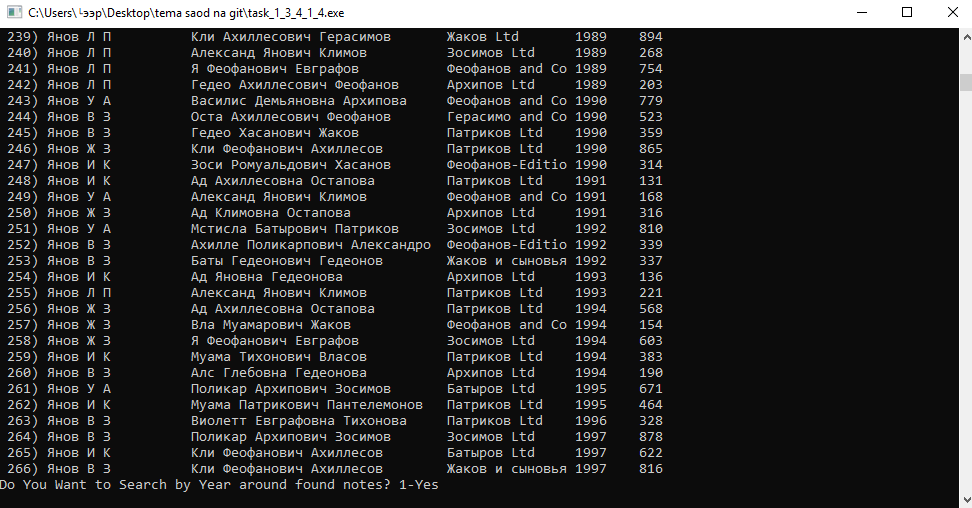 C:\Users\└ээр\Desktop\tema saod na git\task_1_3_4_1_4.exe
239) Янов Л П Кли Ахиллесович Герасимов Жаков Ltd 1989 894
240) Янов Л П Александ Янович Климов Зосимов Ltd 1989 268
241) Янов Л П Я Феофанович Евграфов Феофанов and Co 1989 754
242) Янов Л П Гедео Ахиллесович Феофанов Архипов Ltd 1989 203
243) Янов У А Василис Демьяновна Архипова Феофанов and Co 1990 779
244) Янов В З Оста Ахиллесович Феофанов Герасимо and Co 1990 523
245) Янов В З Гедео Хасанович Жаков Патриков Ltd 1990 359
246) Янов Ж З Кли Феофанович Ахиллесов Патриков Ltd 1990 865
247) Янов И К Зоси Ромуальдович Хасанов Феофанов-Editio 1990 314
248) Янов И К Ад Ахиллесовна Остапова Патриков Ltd 1991 131
249) Янов У А Александ Янович Климов Феофанов and Co 1991 168
250) Янов Ж З Ад Климовна Остапова Архипов Ltd 1991 316
251) Янов У А Мстисла Батырович Патриков Зосимов Ltd 1992 810
252) Янов В З Ахилле Поликарпович Александро Феофанов-Editio 1992 339
253) Янов В З Баты Гедеонович Гедеонов Жаков и сыновья 1992 337
254) Янов И К Ад Яновна Гедеонова Архипов Ltd 1993 136
255) Янов Л П Александ Янович Климов Патриков Ltd 1993 221
256) Янов Ж З Ад Ахиллесовна Остапова Патриков Ltd 1994 568
257) Янов Ж З Вла Муамарович Жаков Феофанов and Co 1994 154
258) Янов Ж З Я Феофанович Евграфов Зосимов Ltd 1994 603
259) Янов И К Муама Тихонович Власов Патриков Ltd 1994 383
260) Янов В З Алс Глебовна Гедеонова Архипов Ltd 1994 190
261) Янов У А Поликар Архипович Зосимов Батыров Ltd 1995 671
262) Янов И К Муама Патрикович Пантелемонов Патриков Ltd 1995 464
263) Янов В З Виолетт Евграфовна Тихонова Патриков Ltd 1996 328
264) Янов В З Поликар Архипович Зосимов Зосимов Ltd 1997 878
265) Янов И К Кли Феофанович Ахиллесов Батыров Ltd 1997 622
266) Янов В З Кли Феофанович Ахиллесов Жаков и сыновья 1997 816
Do You Want to Search by Year around found notes? 1-Yes